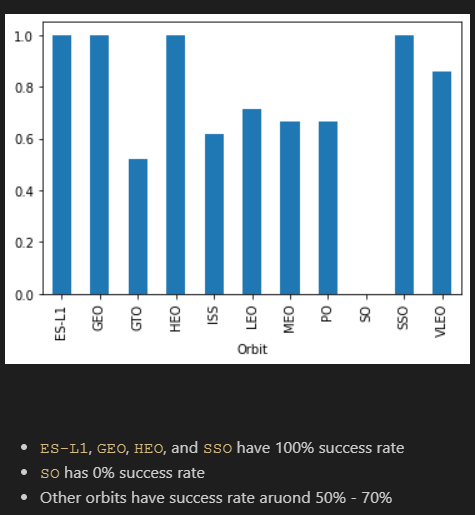 1.0
0.8
0.6
0.4
0.2
0.0
ES-L1
GEO
GTO
HEO
ISS
LEO
MEO
PO
SO
SSO
VLEO
Orbit
• ES-L1, GEO, HEO, and SSO have 100% success rate
• SO has 0% success rate
• Other orbits have success rate aruond 50% - 70%